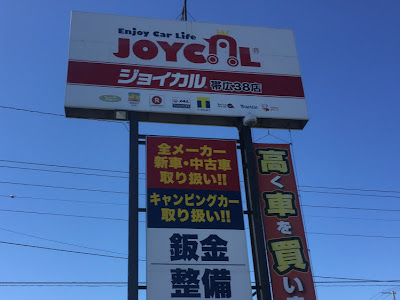 Enjoy Car Life
JOYCAL
ジョイカル 帯広38店
全メーカー
新車・中古車
取り扱い!!
キャンピングカー
取り扱い!!
鈑金
整備
高く車を買い